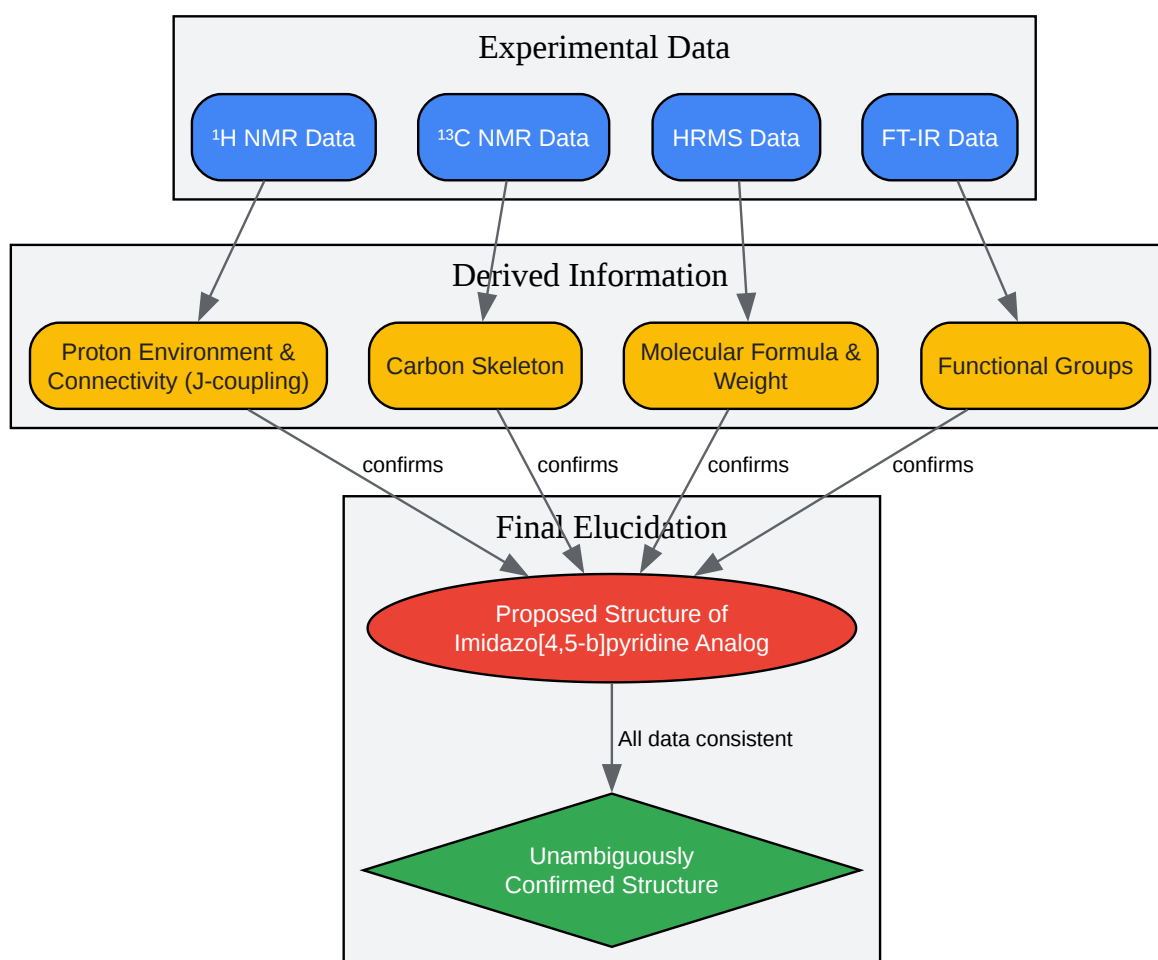 Experimental Data
¹H NMR Data
¹³C NMR Data
HRMS Data
FT-IR Data
Derived Information
Proton Environment &
Connectivity (J-coupling)
Carbon Skeleton
Molecular Formula &
Weight
Functional Groups
confirms
confirms
confirms
confirms
Final Elucidation
Proposed Structure of
Imidazo[4,5-b]pyridine Analog
All data consistent
Unambiguously
Confirmed Structure